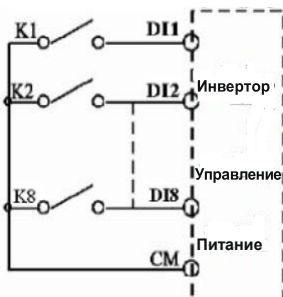 K1 DI1
K2 DI2 Инвертор
Управление
K8 DI8
Питание
CM